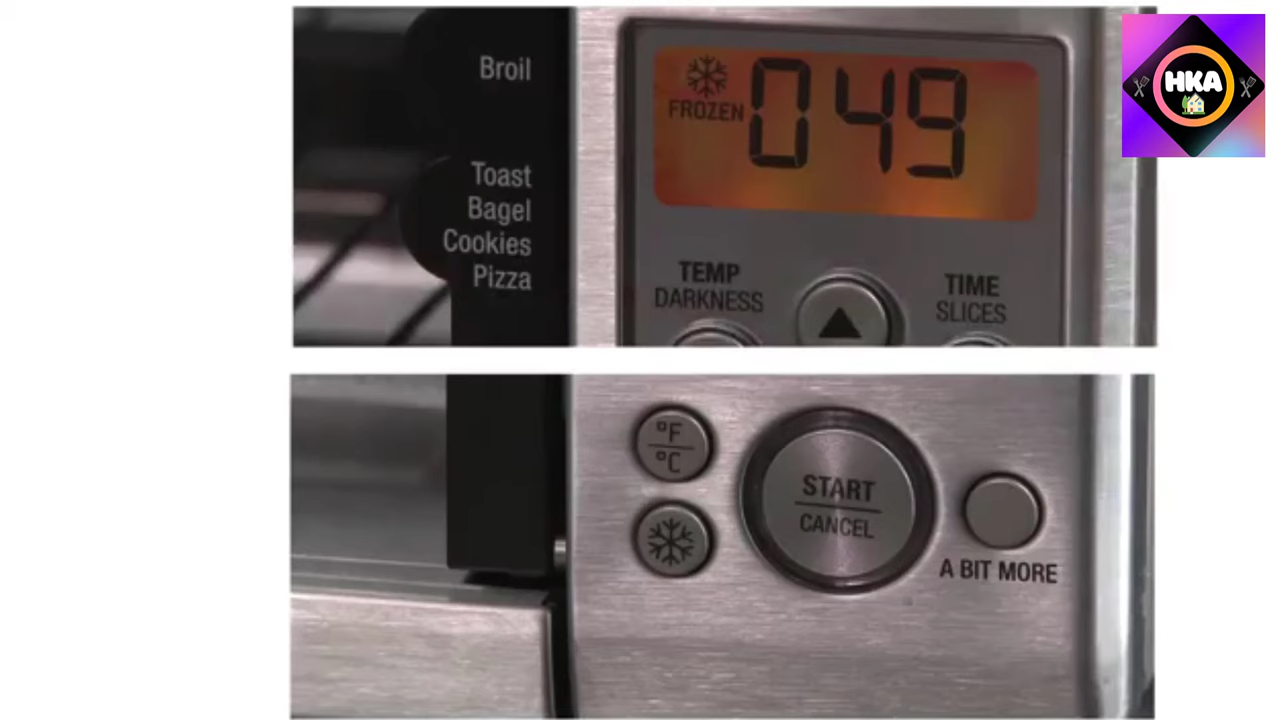 Broil
Toast
Bagel
Cookies
Pizza
FROZEN
049
TEMP
DARKNESS
TIME
SLICES
°F
°C
START
CANCEL
A BIT MORE
HKA